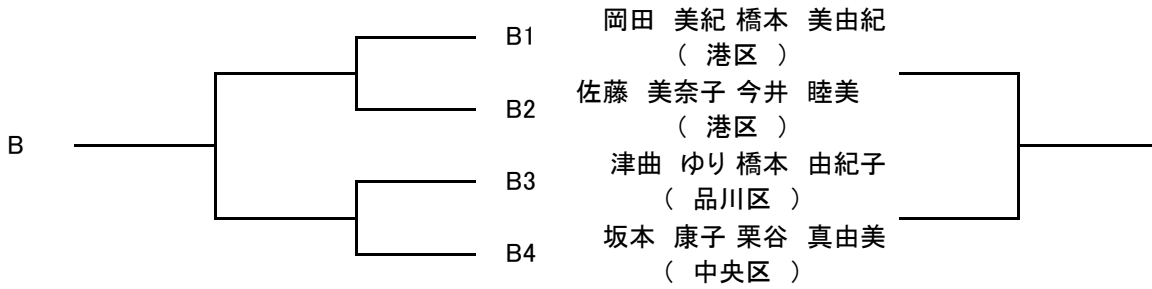 B
B1 岡田 美紀 橋本 美由紀
( 港区 )
B2 佐藤 美奈子 今井 睦美
( 港区 )
B3 津曲 ゆり 橋本 由紀子
( 品川区 )
B4 坂本 康子 栗谷 真由美
( 中央区 )